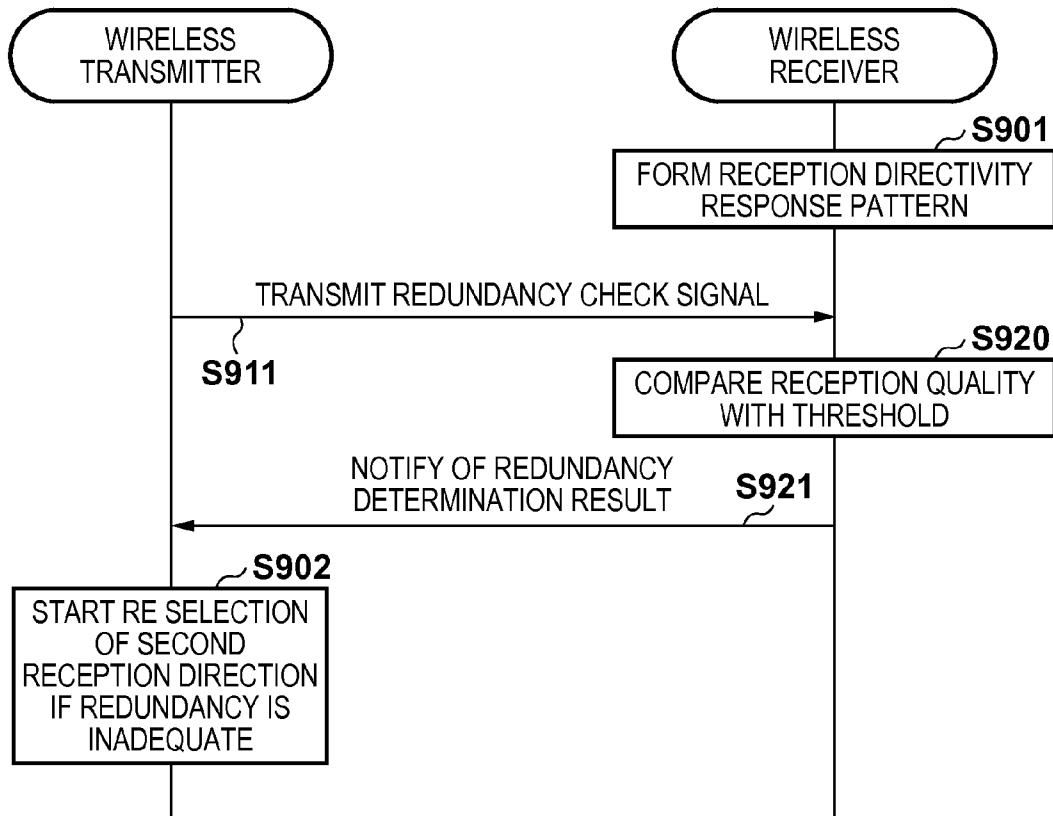 WIRELESS
TRANSMITTER
WIRELESS
RECEIVER
S901
FORM RECEPTION DIRECTIVITY
RESPONSE PATTERN
TRANSMIT REDUNDANCY CHECK SIGNAL
S911
S920
COMPARE RECEPTION QUALITY
WITH THRESHOLD
NOTIFY OF REDUNDANCY
DETERMINATION RESULT
S921
S902
START RE SELECTION
OF SECOND
RECEPTION DIRECTION
IF REDUNDANCY IS
INADEQUATE